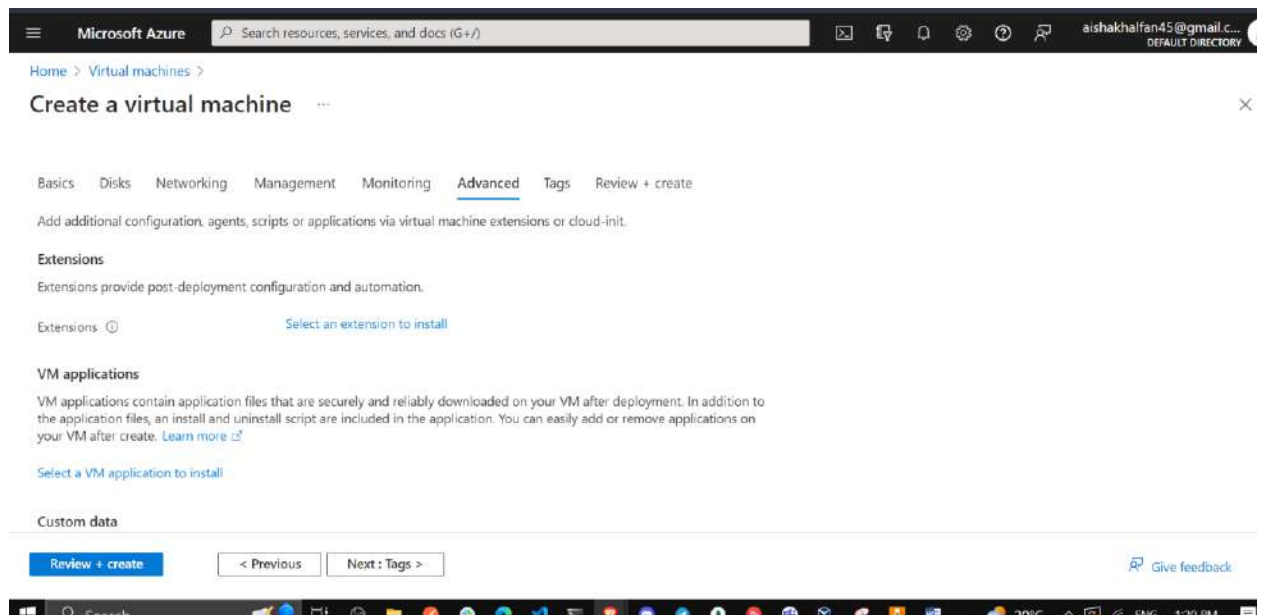 Microsoft Azure
Search resources, services, and docs (G+/)
aishakhalfan45@gmail.c...
DEFAULT DIRECTORY
Home > Virtual machines >
Create a virtual machine ...
Basics Disks Networking Management Monitoring Advanced Tags Review + create
Add additional configuration, agents, scripts or applications via virtual machine extensions or cloud-init.
Extensions
Extensions provide post-deployment configuration and automation.
Extensions Select an extension to install
VM applications
VM applications contain application files that are securely and reliably downloaded on your VM after deployment. In addition to
the application files, an install and uninstall script are included in the application. You can easily add or remove applications on
your VM after create. Learn more
Select a VM application to install
Custom data
Review + create < Previous Next : Tags > Give feedback
Search ENG 1:20 PM